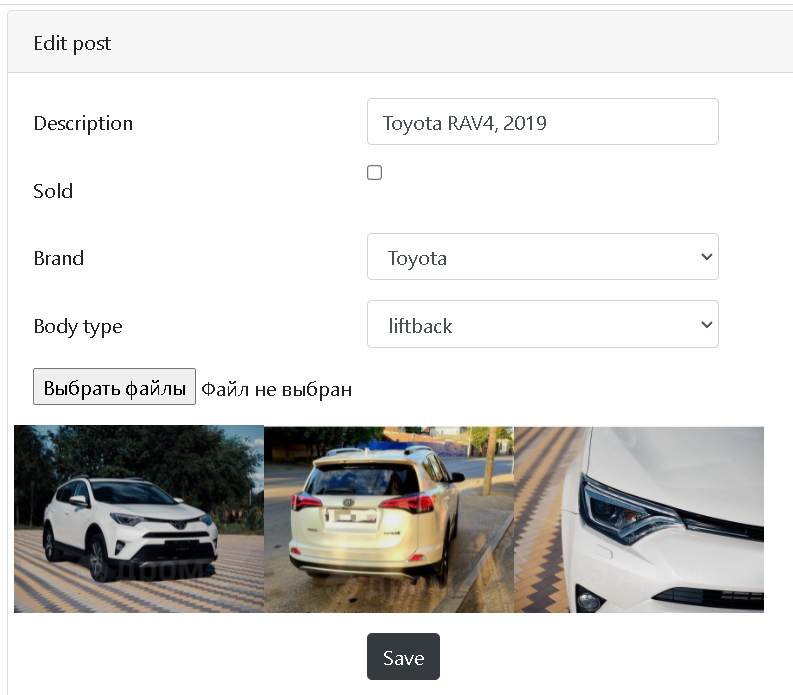 Edit post
Description
Toyota RAV4, 2019
Sold
Brand
Toyota
Body type
liftback
Выбрать файлы Файл не выбран
Save